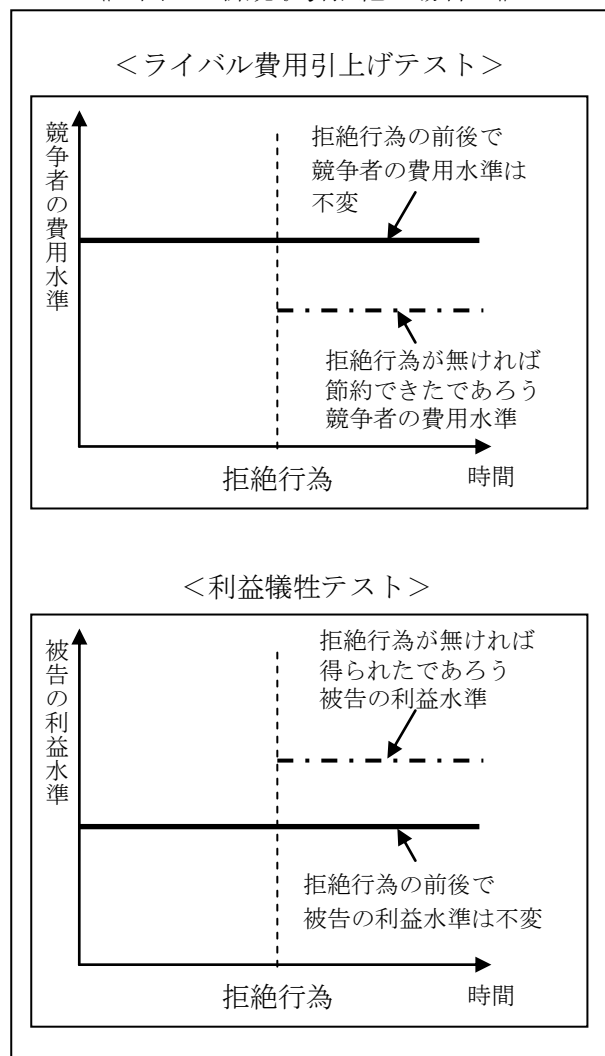 ＜ライバル費用引上げテスト＞
競争者の費用水準
拒絶行為の前後で
競争者の費用水準は
不変
拒絶行為が無ければ
節約できたであろう
競争者の費用水準
拒絶行為
時間
＜利益犠牲テスト＞
被告の利益水準
拒絶行為が無ければ
得られたであろう
被告の利益水準
拒絶行為の前後で
被告の利益水準は不変
拒絶行為
時間